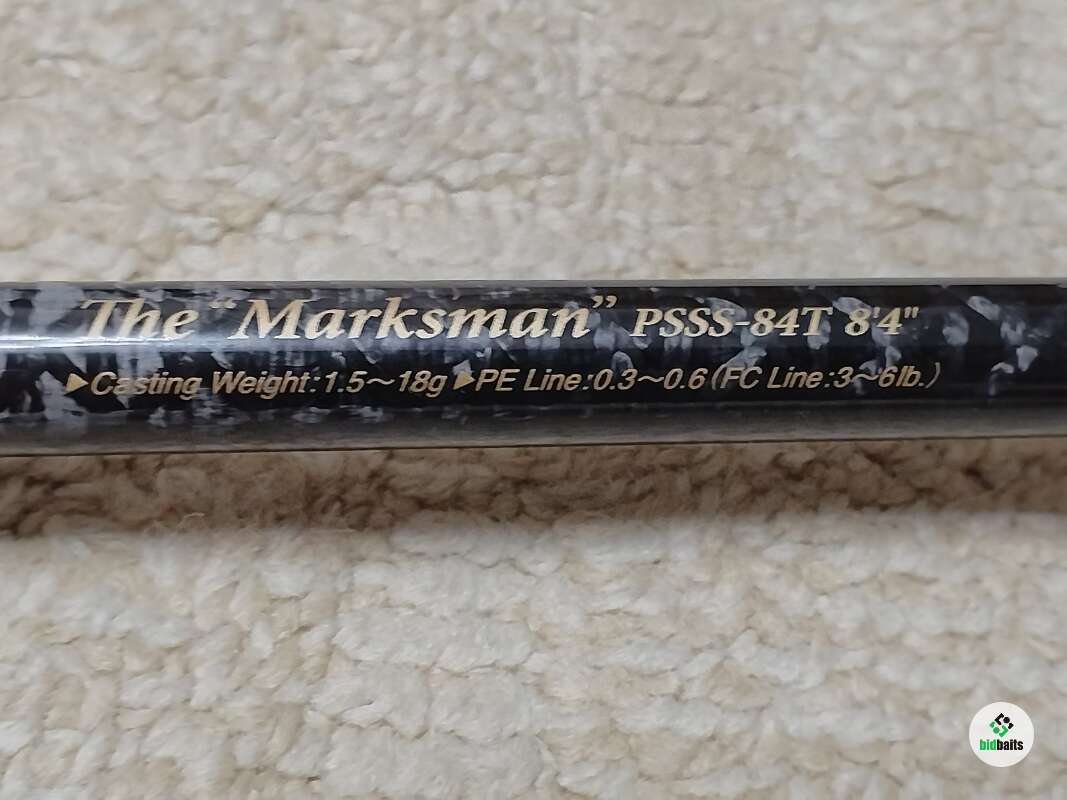 The “Marksman” PSSS-84T 8'4"
▶Casting Weight:1.5～18g ▶PE Line:0.3～0.6(FC Line:3～6lb.)
bidbaits